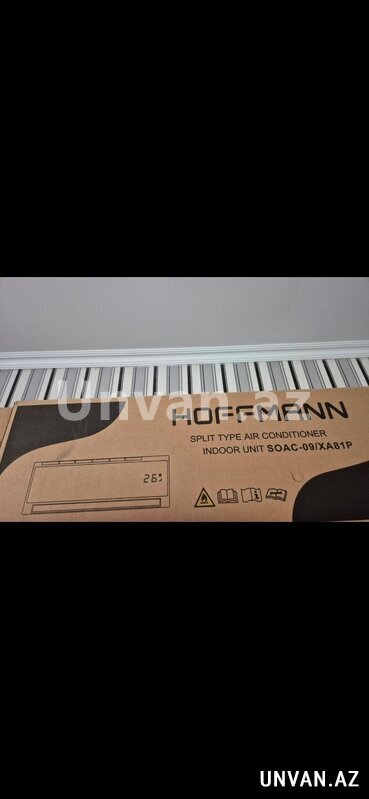 Unvan.az
HOFFMANN
SPLIT TYPE AIR CONDITIONER
INDOOR UNIT SOAC-09/XA81P
26
UNVAN.AZ